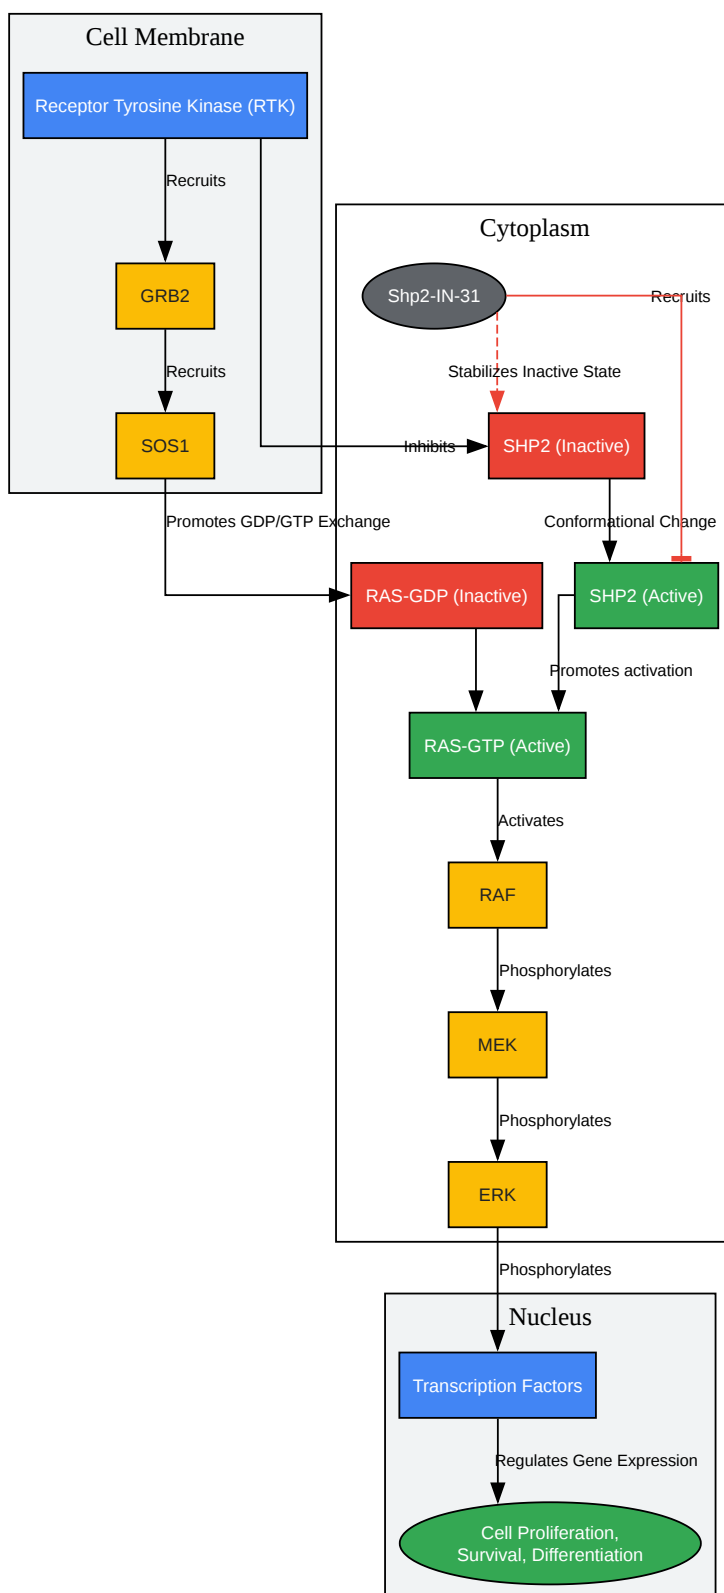 Cell Membrane
Receptor Tyrosine Kinase (RTK)
Recruits
Cytoplasm
GRB2
Shp2-IN-31
Recruits
Recruits
Stabilizes Inactive State
SOS1
Inhibits
SHP2 (Inactive)
Promotes GDP/GTP Exchange
Conformational Change
RAS-GDP (Inactive)
SHP2 (Active)
Promotes activation
RAS-GTP (Active)
Activates
RAF
Phosphorylates
MEK
Phosphorylates
ERK
Phosphorylates
Nucleus
Transcription Factors
Regulates Gene Expression
Cell Proliferation,
Survival, Differentiation